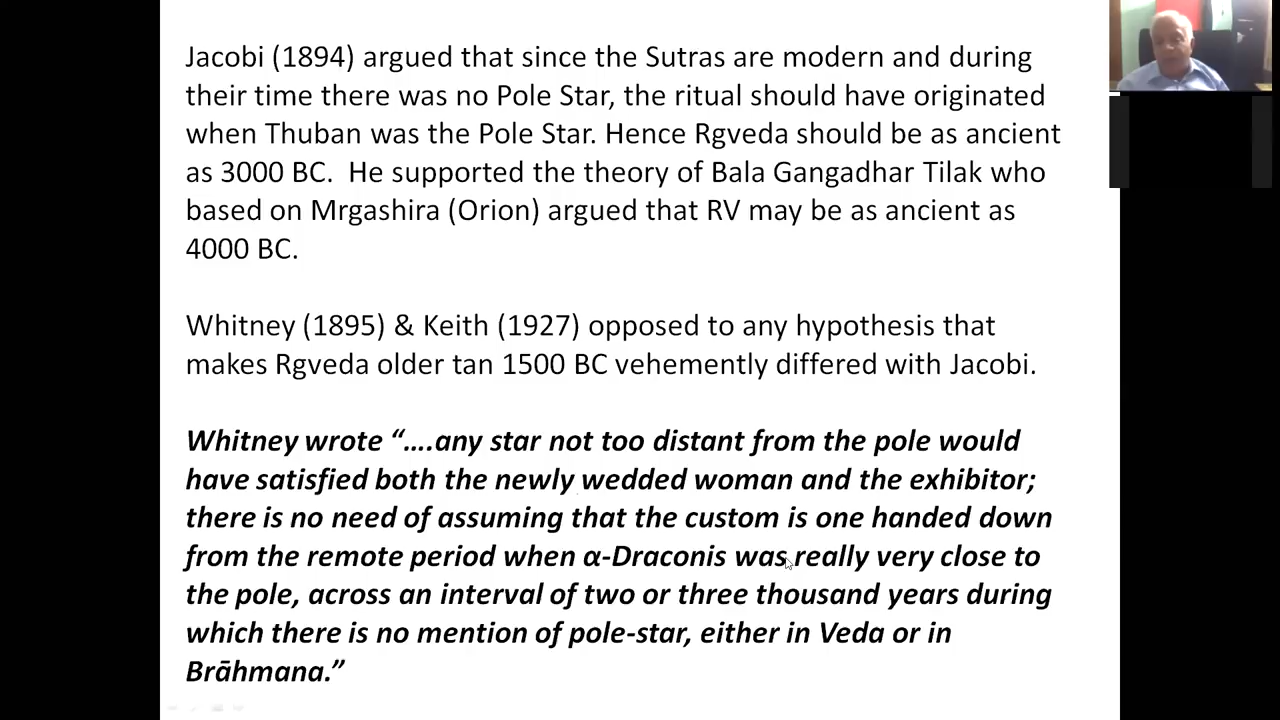 Jacobi (1894) argued that since the Sutras are modern and during
their time there was no Pole Star, the ritual should have originated
when Thuban was the Pole Star. Hence Rgveda should be as ancient
as 3000 BC.  He supported the theory of Bala Gangadhar Tilak who
based on Mrgashira (Orion) argued that RV may be as ancient as
4000 BC.
Whitney (1895) & Keith (1927) opposed to any hypothesis that
makes Rgveda older tan 1500 BC vehemently differed with Jacobi.
Whitney wrote “....any star not too distant from the pole would
have satisfied both the newly wedded woman and the exhibitor;
there is no need of assuming that the custom is one handed down
from the remote period when α-Draconis was really very close to
the pole, across an interval of two or three thousand years during
which there is no mention of pole-star, either in Veda or in
Brāhmana.”